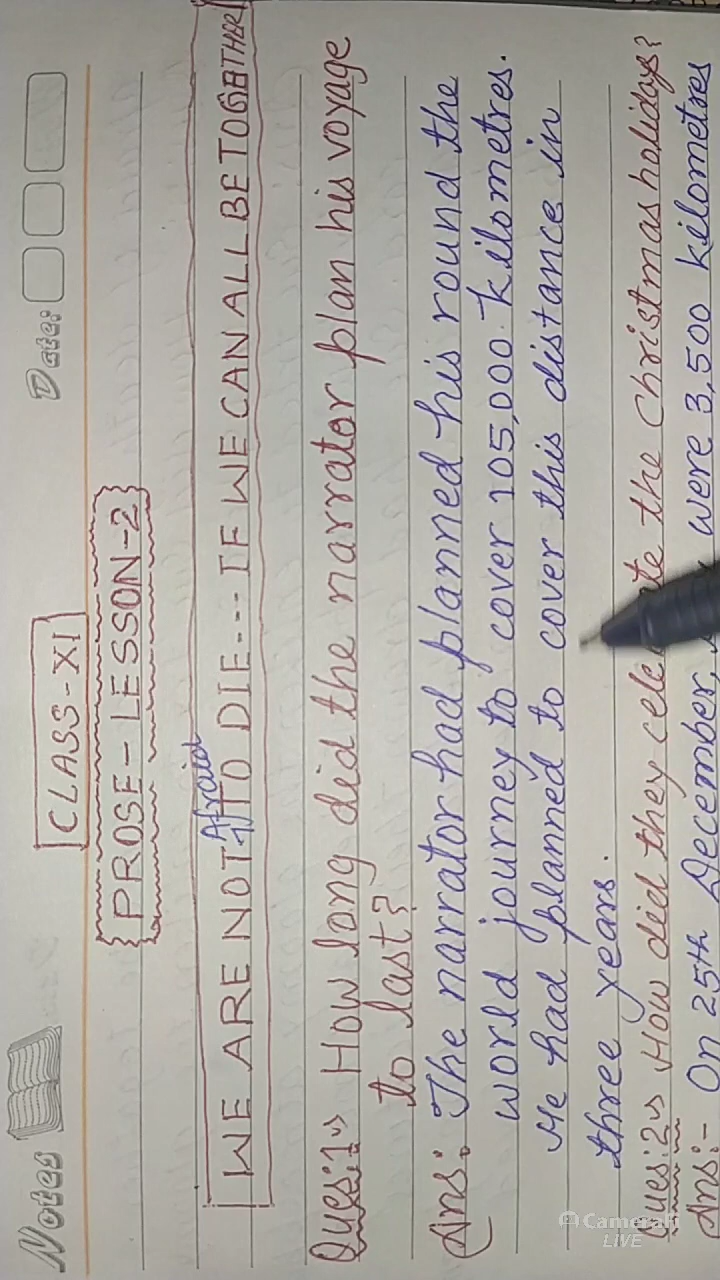 Notes
Date:
CLASS-XI
PROSE-LESSON-2
Afraid
WE ARE NOT TO DIE--- IF WE CAN ALL BE TOGETHER
Ques:1 How long did the narrator plan his voyage
to last?
Ans: The narrator had planned his round the
world journey to cover 105,000 kilometres.
He had planned to cover this distance in
three years.
Ques:2 How did they the Christmas holidays?
Ans:- On 25th December, were 3,500 kilometres
CameraFi
LIVE